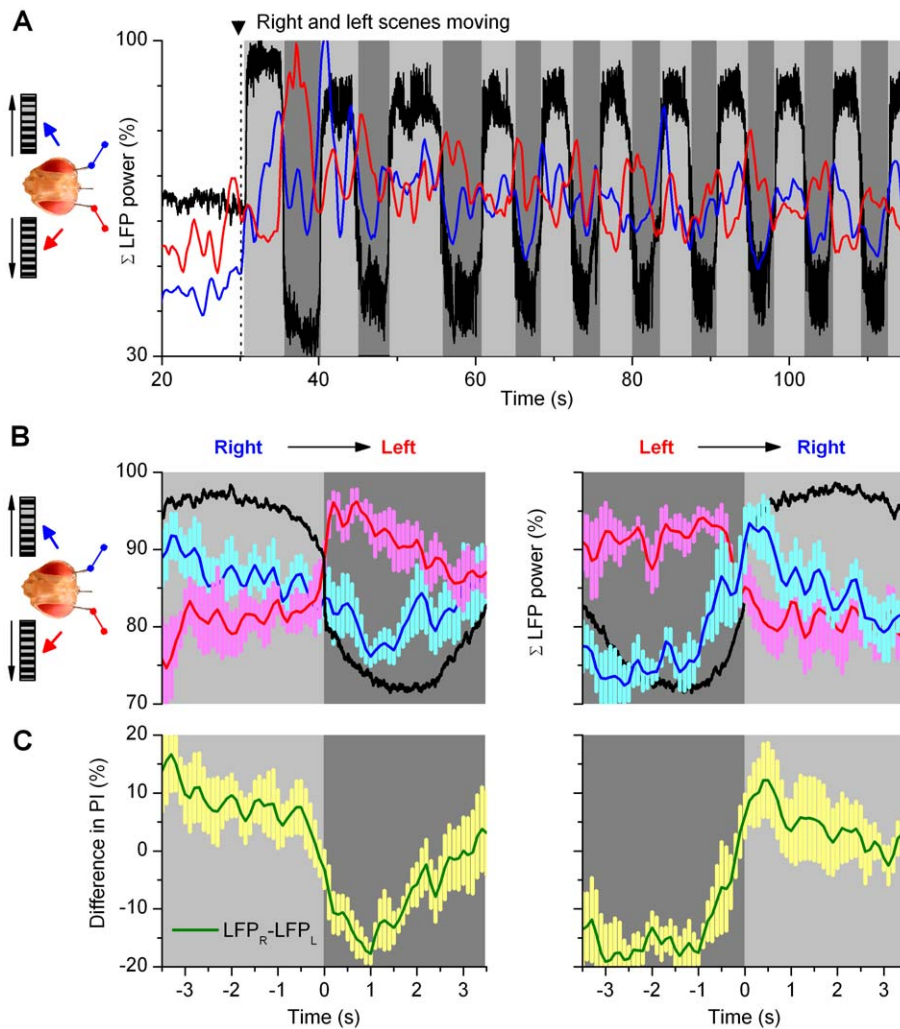 A
▼ Right and left scenes moving
Σ LFP power (%)
100
30
20 40 60 80 100
Time (s)
B
Right → Left
Left → Right
100
90
80
70
Σ LFP power (%)
C
Difference in PI (%)
20
10
0
-10
-20
LFP_R-LFP_L
-3 -2 -1 0 1 2 3
Time (s)
-3 -2 -1 0 1 2 3
Time (s)